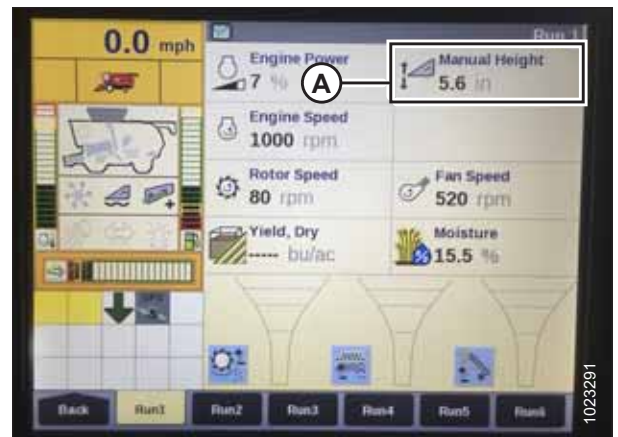 0.0 mph
Run 1
Engine Power
7 %
A
Manual Height
5.6 in
Engine Speed
1000 rpm
Rotor Speed
80 rpm
Fan Speed
520 rpm
Yield, Dry
----- bu/ac
Moisture
%
15.5 %
GPS
Back
Run1
Run2
Run3
Run4
Run5
Run6
1023291